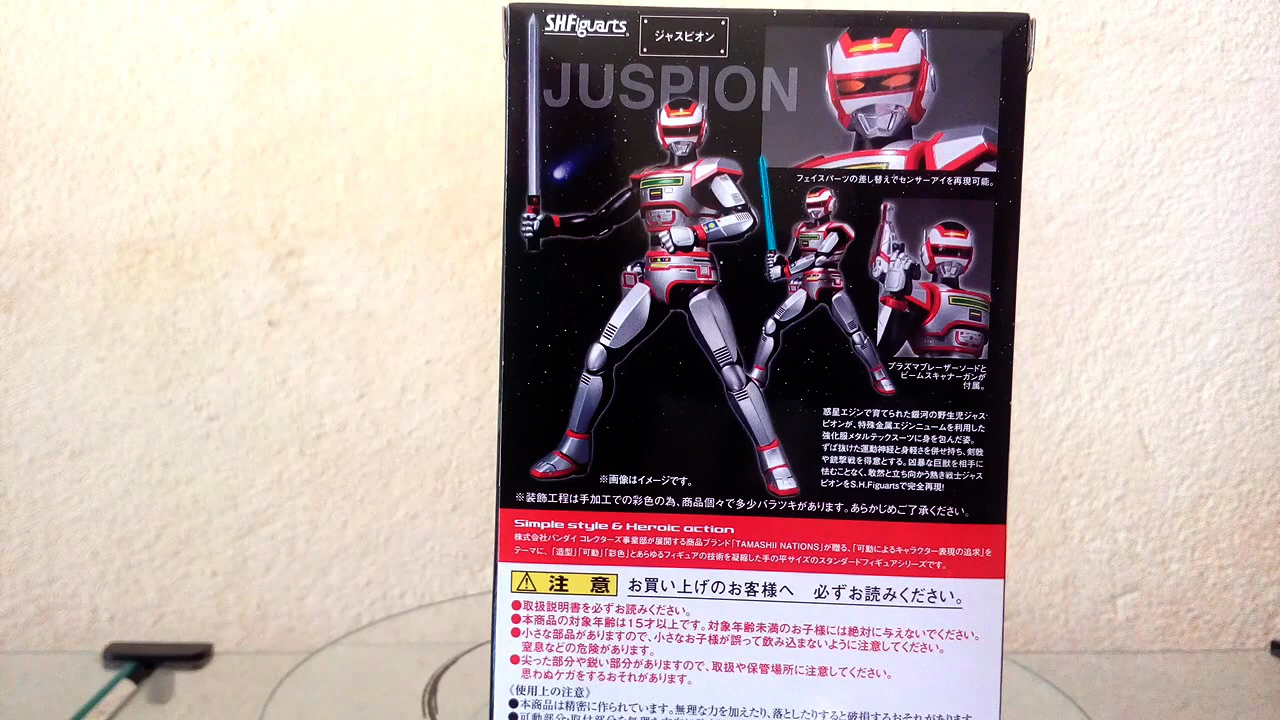 S.H.Figuarts
ジャスピオン
JUSPION
フェイスパーツの差し替えでセンサーアイを再現可能。
プラズマブレーザーソードと
ビームスキャナーガンが
付属。
惑星エジンで育てられた銀河の野生児ジャス
ピオンが、特殊金属エジンニュームを利用した
強化服メタルテックスーツに身を包んだ姿。
ずば抜けた運動神経と身軽さを併せ持ち、剣戟
や銃撃戦を得意とする。凶暴な巨獣を相手に
怯むことなく、敢然と立ち向かう熱き戦士ジャス
ピオンをS.H.Figuartsで完全再現!
※画像はイメージです。
※装飾工程は手加工での彩色の為、商品個々で多少バラツキがあります。あらかじめご了承ください。
Simple style & Heroic action
株式会社バンダイ コレクターズ事業部が展開する商品ブランド「TAMASHII NATIONS」が贈る、「可動によるキャラクター表現の追求」を
テーマに、「造型」「可動」「彩色」とあらゆるフィギュアの技術を凝縮した手の平サイズのスタンダードフィギュアシリーズです。
注意 お買い上げのお客様へ 必ずお読みください。
●取扱説明書を必ずお読みください。
●本商品の対象年齢は15才以上です。対象年齢未満のお子様には絶対に与えないでください。
●小さな部品がありますので、小さなお子様が誤って飲み込まないように注意してください。
窒息などの危険があります。
●尖った部分や鋭い部分がありますので、取扱や保管場所に注意してください。
思わぬケガをするおそれがあります。
《使用上の注意》
●本商品は精密に作られています。無理な力を加えたり、落としたりすると破損するおそれがあります。